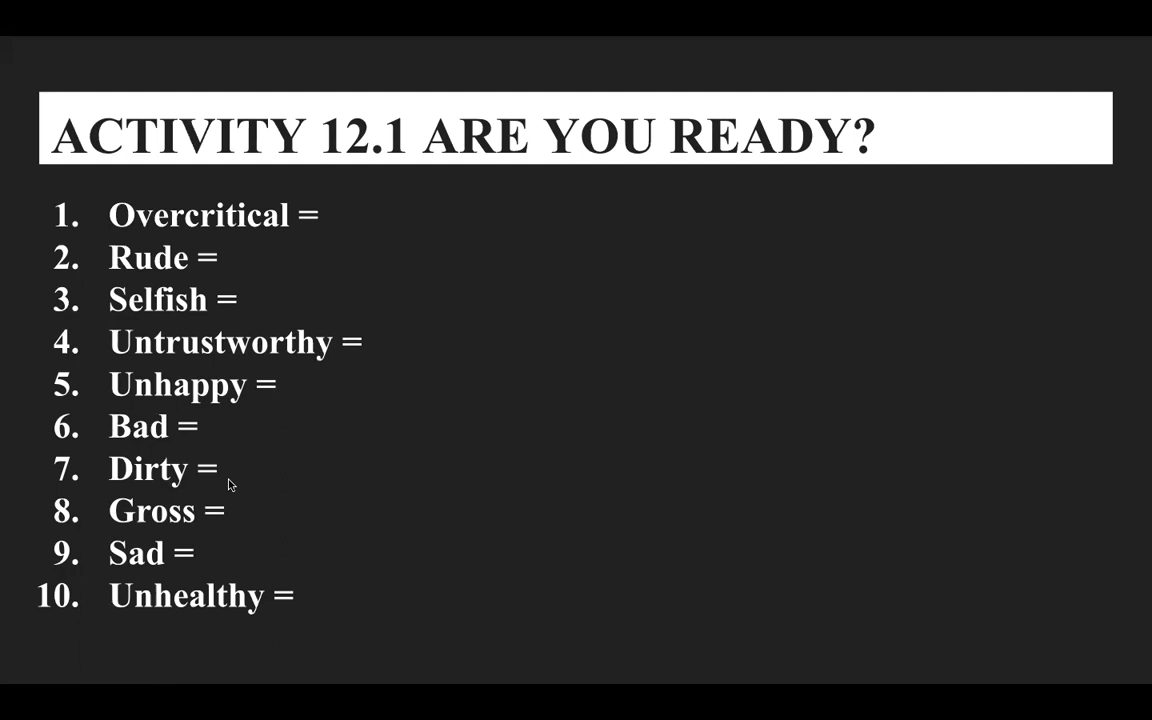 ACTIVITY 12.1 ARE YOU READY?
1. Overcritical =
2. Rude =
3. Selfish =
4. Untrustworthy =
5. Unhappy =
6. Bad =
7. Dirty =
8. Gross =
9. Sad =
10. Unhealthy =